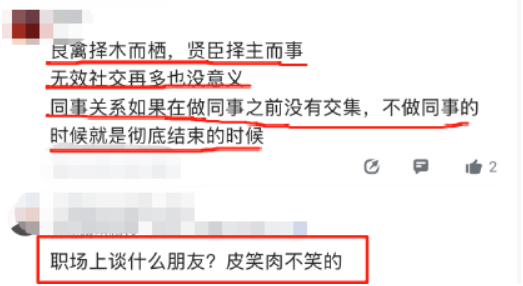 良禽择木而栖，贤臣择主而事
无效社交再多也没意义
同事关系如果在做同事之前没有交集，不做同事的
时候就是彻底结束的时候
2
职场上谈什么朋友？皮笑肉不笑的